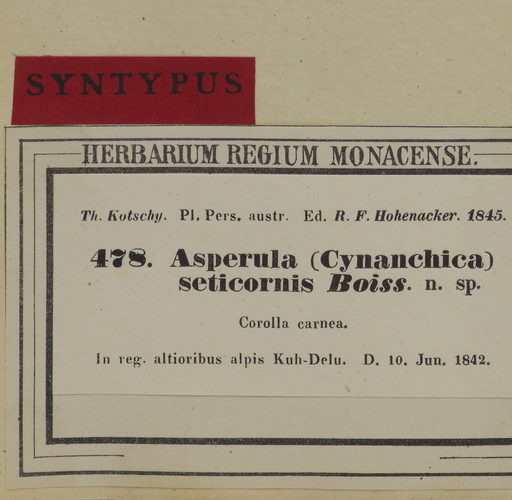 SYNTYPUS
HERBARIUM REGIUM MONACENSE.
Th. Kotschy. Pl. Pers. austr. Ed. R. F. Hohenacker. 1845.
478. Asperula (Cynanchica)
seticornis Boiss. n. sp.
Corolla carnea.
In reg. altioribus alpis Kuh-Delu. D. 10. Jun. 1842.